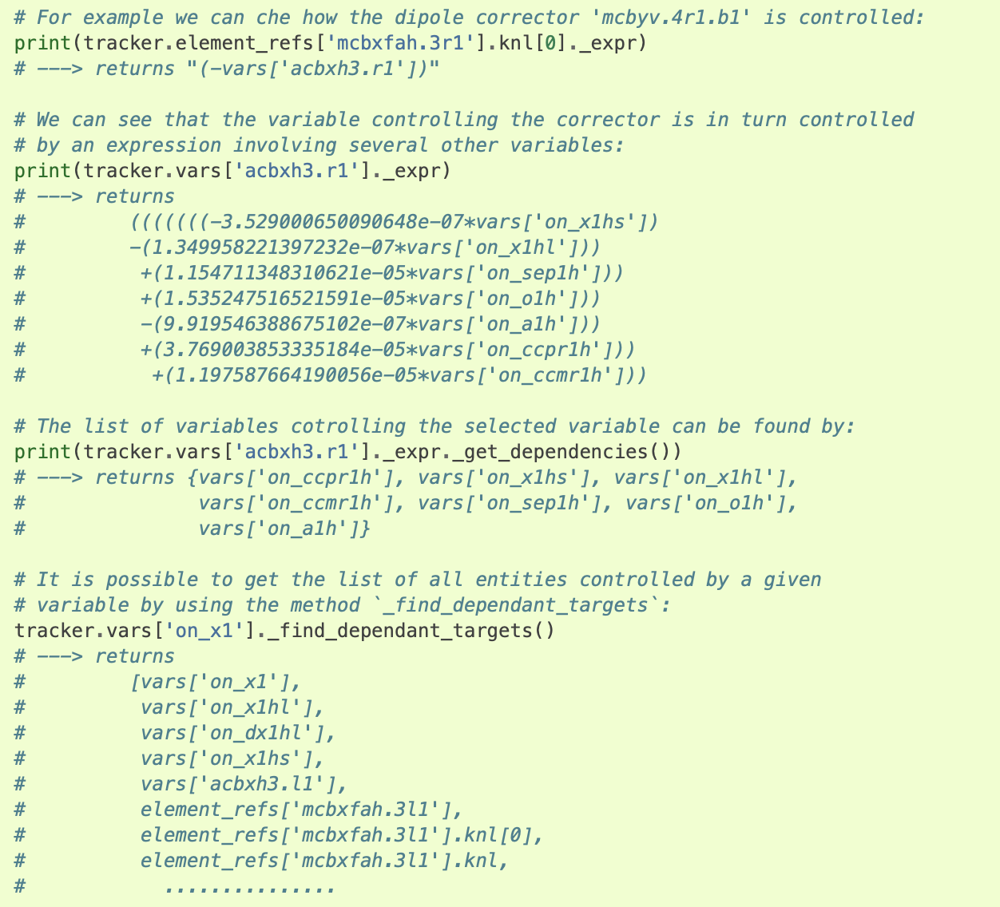 # For example we can che how the dipole corrector 'mcbyv.4r1.b1' is controlled:
print(tracker.element_refs['mcbxfah.3r1'].knl[0]._expr)
# ---> returns "(-vars['acbxh3.r1'])"

# We can see that the variable controlling the corrector is in turn controlled
# by an expression involving several other variables:
print(tracker.vars['acbxh3.r1']._expr)
# ---> returns
#         (((((((-3.529000650090648e-07*vars['on_x1hs'])
#         -(1.349958221397232e-07*vars['on_x1hl']))
#          +(1.154711348310621e-05*vars['on_sep1h']))
#          +(1.535247516521591e-05*vars['on_o1h']))
#          -(9.919546388675102e-07*vars['on_a1h']))
#          +(3.769003853335184e-05*vars['on_ccpr1h']))
#           +(1.197587664190056e-05*vars['on_ccmr1h']))

# The list of variables cotrolling the selected variable can be found by:
print(tracker.vars['acbxh3.r1']._expr._get_dependencies())
# ---> returns {vars['on_ccpr1h'], vars['on_x1hs'], vars['on_x1hl'],
#               vars['on_ccmr1h'], vars['on_sep1h'], vars['on_o1h'],
#               vars['on_a1h']}

# It is possible to get the list of all entities controlled by a given
# variable by using the method `_find_dependant_targets`:
tracker.vars['on_x1']._find_dependant_targets()
# ---> returns
#         [vars['on_x1'],
#          vars['on_x1hl'],
#          vars['on_dx1hl'],
#          vars['on_x1hs'],
#          vars['acbxh3.l1'],
#          element_refs['mcbxfah.3l1'],
#          element_refs['mcbxfah.3l1'].knl[0],
#          element_refs['mcbxfah.3l1'].knl,
#            ...............